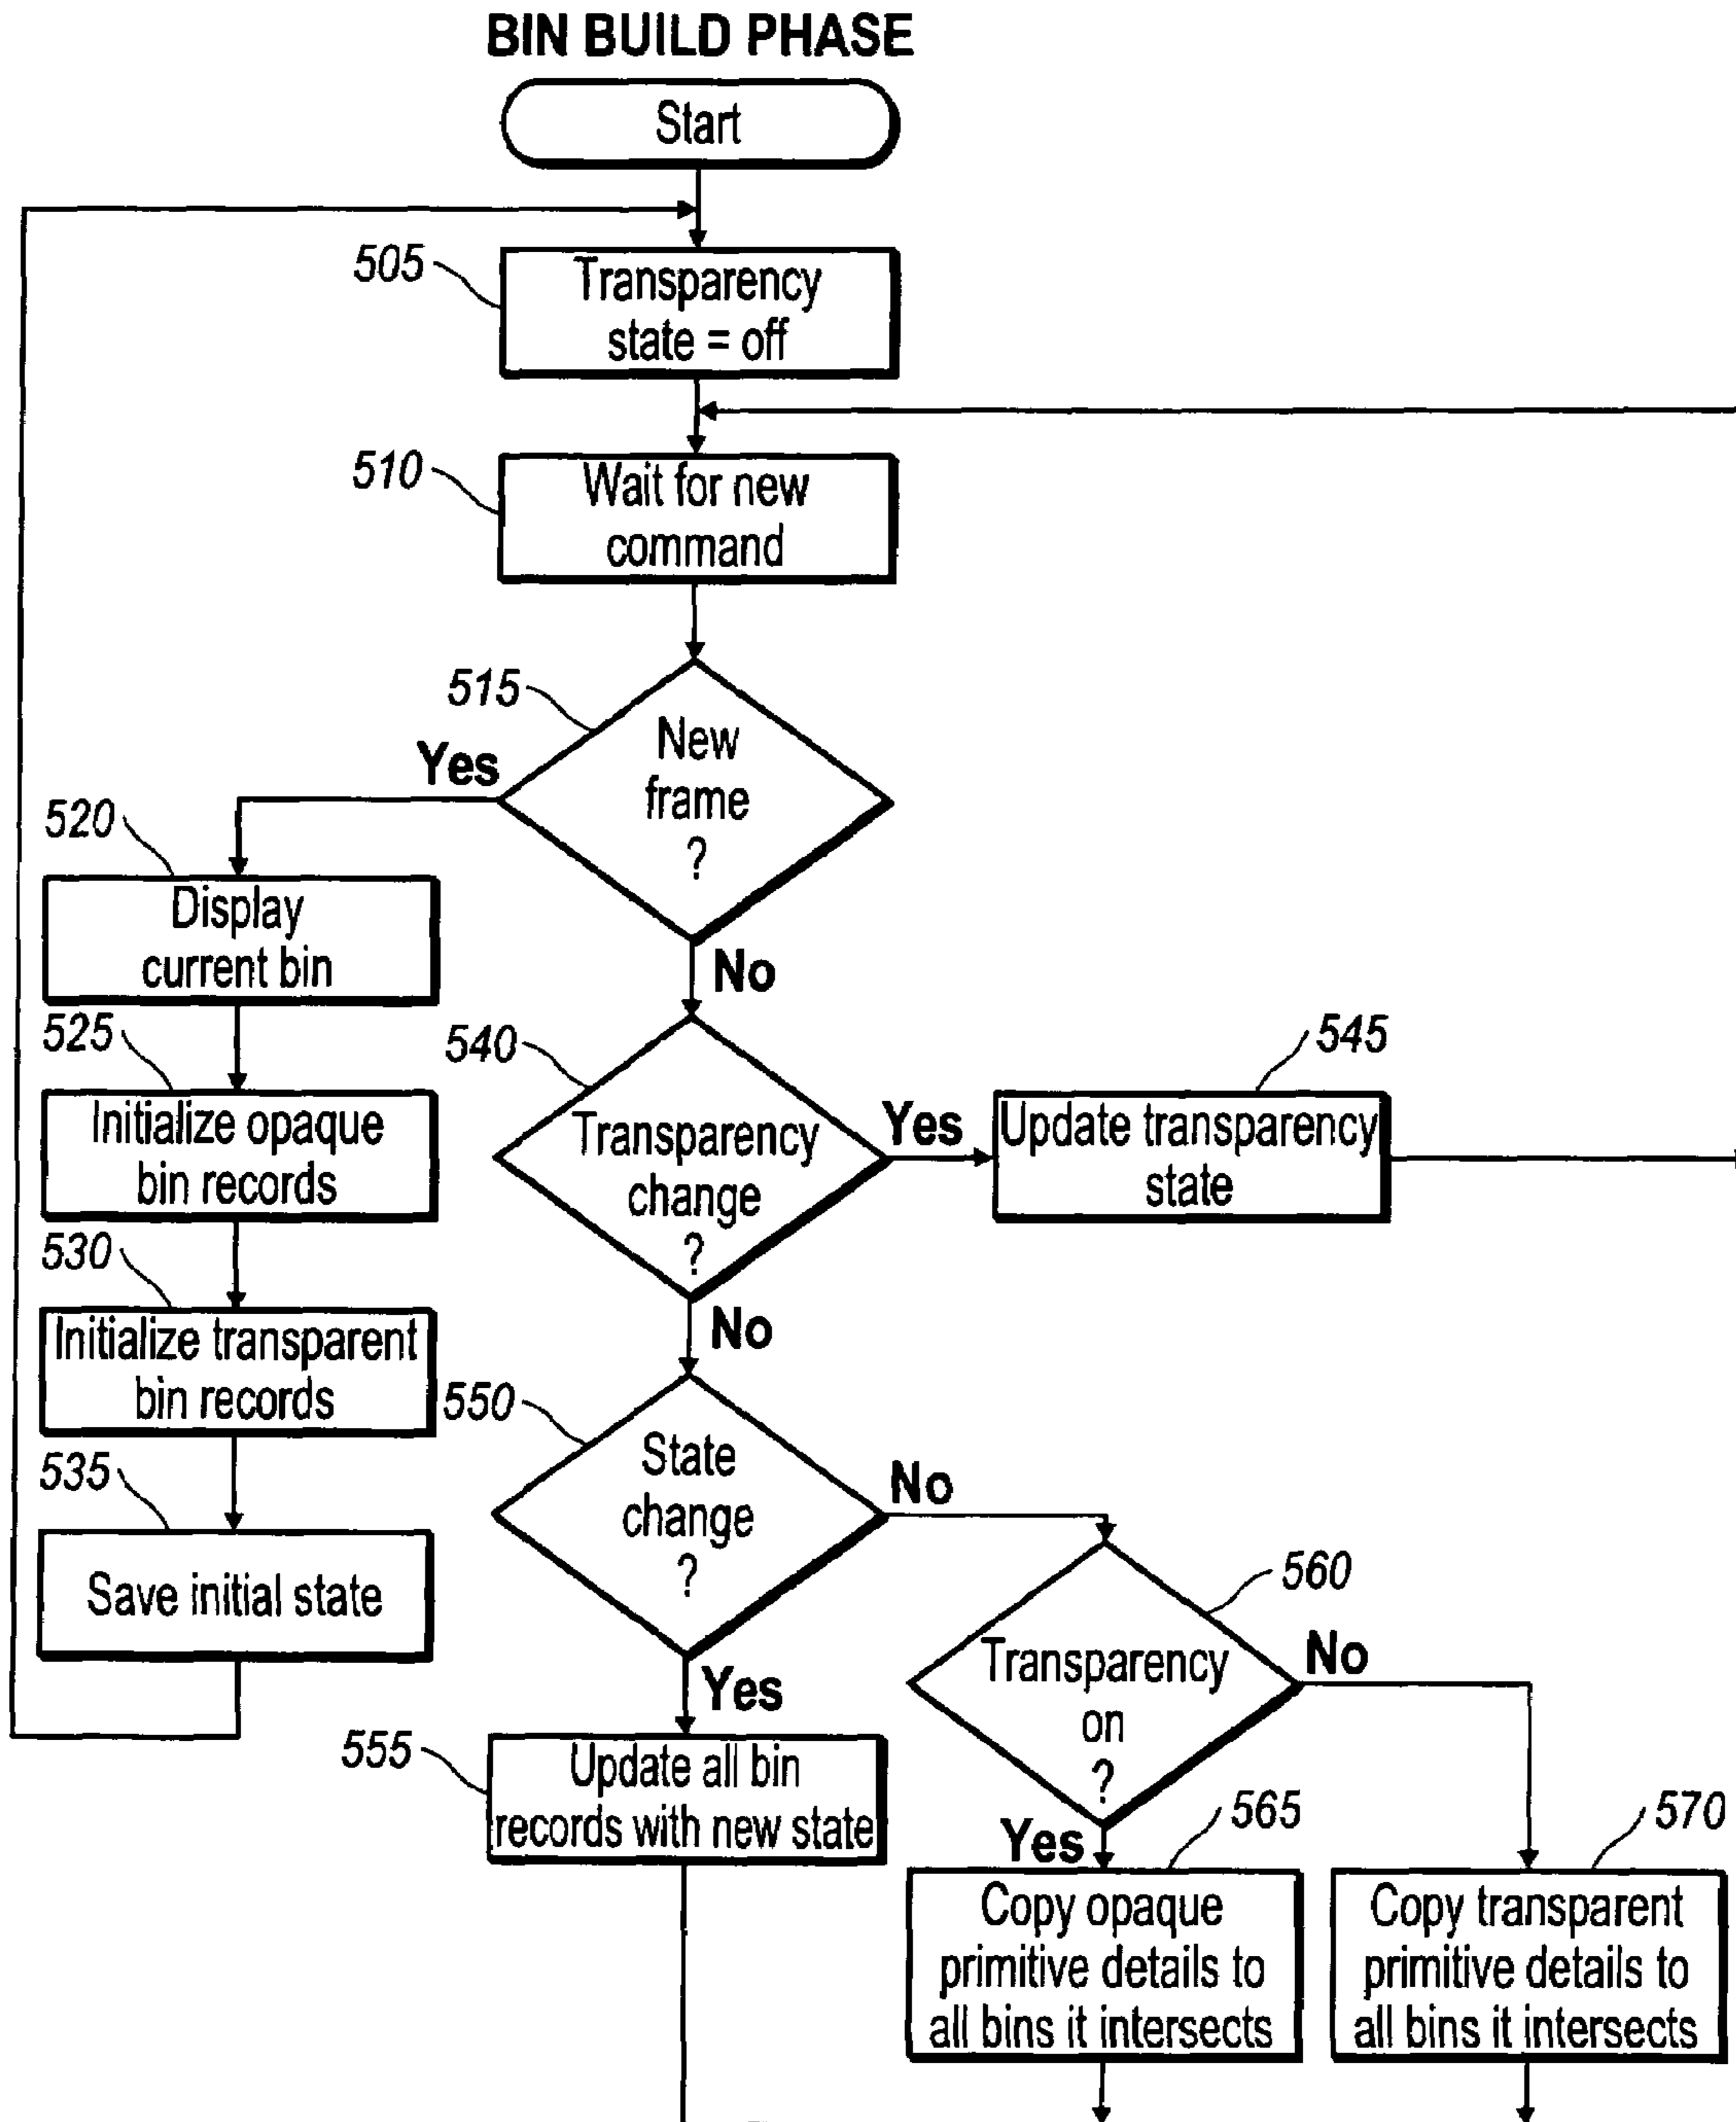 BIN BUILD PHASE
Start
505
Transparency
state = off
510
Wait for new
command
515
New
frame
?
Yes
No
520
Display
current bin
525
Initialize opaque
bin records
530
Initialize transparent
bin records
535
Save initial state
540
Transparency
change
?
Yes
No
545
Update transparency
state
550
State
change
?
No
Yes
555
Update all bin
records with new state
560
Transparency
on
?
No
Yes
565
Copy opaque
primitive details to
all bins it intersects
570
Copy transparent
primitive details to
all bins it intersects